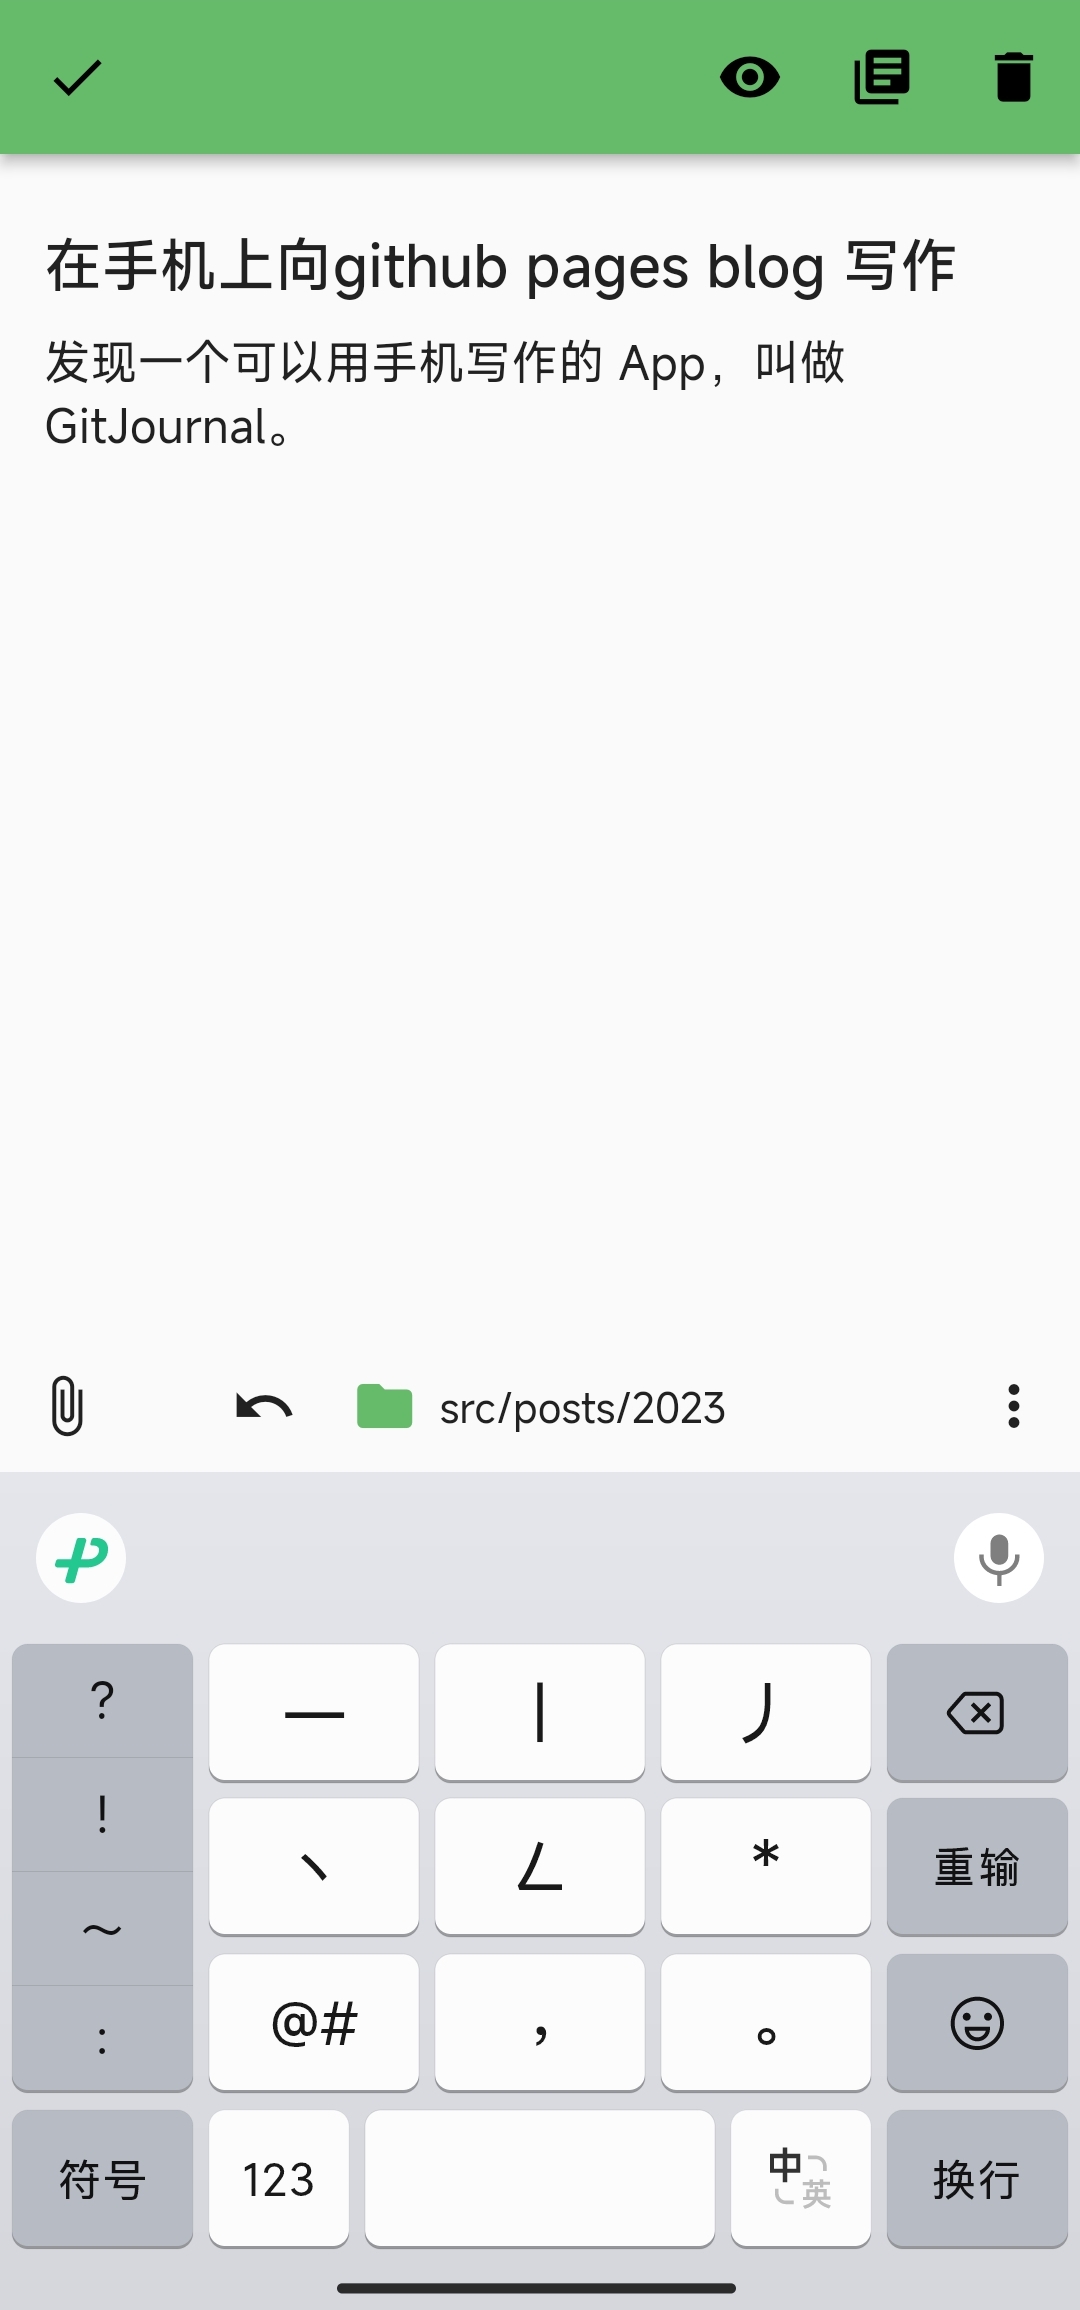 在手机上向github pages blog 写作
发现一个可以用手机写作的 App，叫做
GitJournal。
src/posts/2023
?
!
～
:
一
丨
丿
丶
𠃋
*
重输
@#
，
。
符号
123
中
英
换行